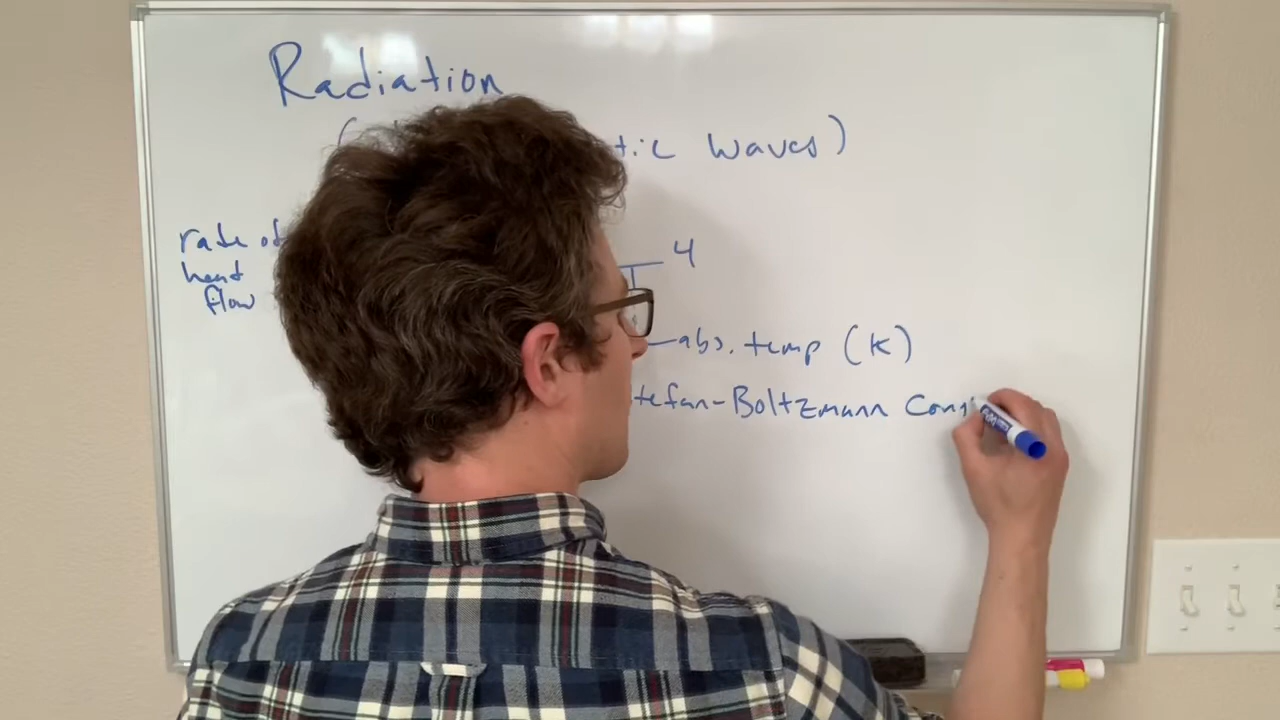 Radiation
( tic waves)
rate of
heat
flow
T 4
abs. temp (K)
tefan-Boltzmann Cons